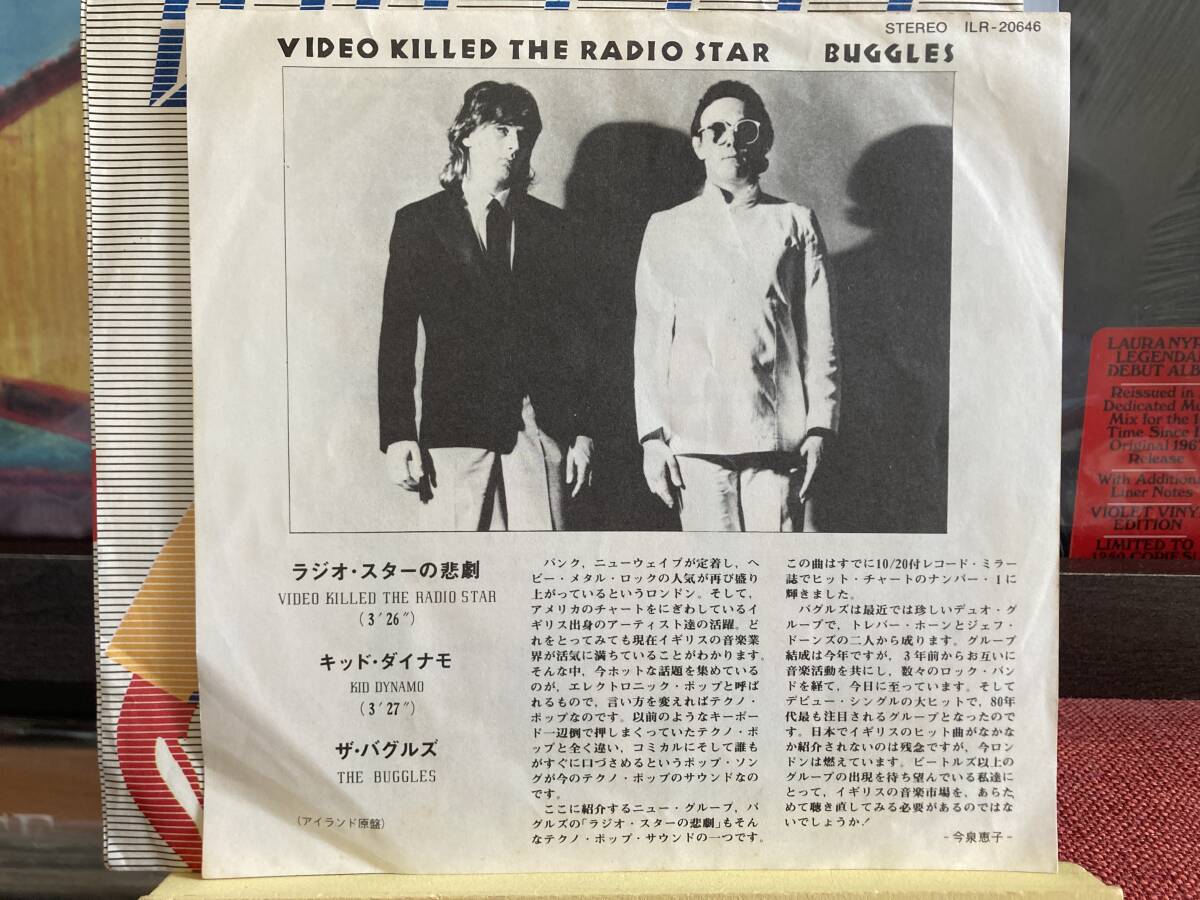 STEREO ILR-20646
VIDEO KILLED THE RADIO STAR BUGGLES
ラジオ・スターの悲劇
VIDEO KILLED THE RADIO STAR
(3′26″)
キッド・ダイナモ
KID DYNAMO
(3′27″)
ザ・バグルズ
THE BUGGLES
(アイランド原盤)
パンク, ニューウェイブが定着し, ヘ
ビー・メタル・ロックの人気が再び盛り
上がっているというロンドン。そして,
アメリカのチャートをにぎわしているイ
ギリス出身のアーティスト達の活躍。ど
れをとってみても現在イギリスの音楽業
界が活気に満ちていることがわかります。
そんな中, 今ホットな話題を集めている
のが, エレクトロニック・ポップと呼ば
れるもので, 言い方を変えればテクノ・
ポップなのです。以前のようなキーボー
ド一辺倒で押しまくっていたテクノ・ポ
ップと全く違い, コミカルにそして誰も
がすぐに口づさめるというポップ・ソン
グが今のテクノ・ポップのサウンドなの
です。
ここに紹介するニュー・グループ, バ
グルズの「ラジオ・スターの悲劇」もそん
なテクノ・ポップ・サウンドの一つです。
この曲はすでに10/20付レコード・ミラー
誌でヒット・チャートのナンバー・1に
輝きました。
バグルズは最近では珍しいデュオ・グ
ループで, トレバー・ホーンとジェフ・
ドーンズの二人から成ります。グループ
結成は今年ですが, 3年前からお互いに
音楽活動を共にし, 数々のロック・バン
ドを経て, 今日に至っています。そして
デビュー・シングルの大ヒットで, 80年
代最も注目されるグループとなったので
す。日本でイギリスのヒット曲がなかな
か紹介されないのは残念ですが, 今ロン
ドンは燃えています。ビートルズ以上の
グループの出現を待ち望んでいる私達に
とって, イギリスの音楽市場を, あらた
めて聴き直してみる必要があるのではな
いでしょうか!
-今泉恵子-
LAURA NYR
LEGENDA
DEBUT ALB
Reissued in
Dedicated Mo
Mix for the
Time Since
Original 196
Release
With Addition
Liner Notes
VIOLET VINY
EDITION
LIMITED TO
COPIES